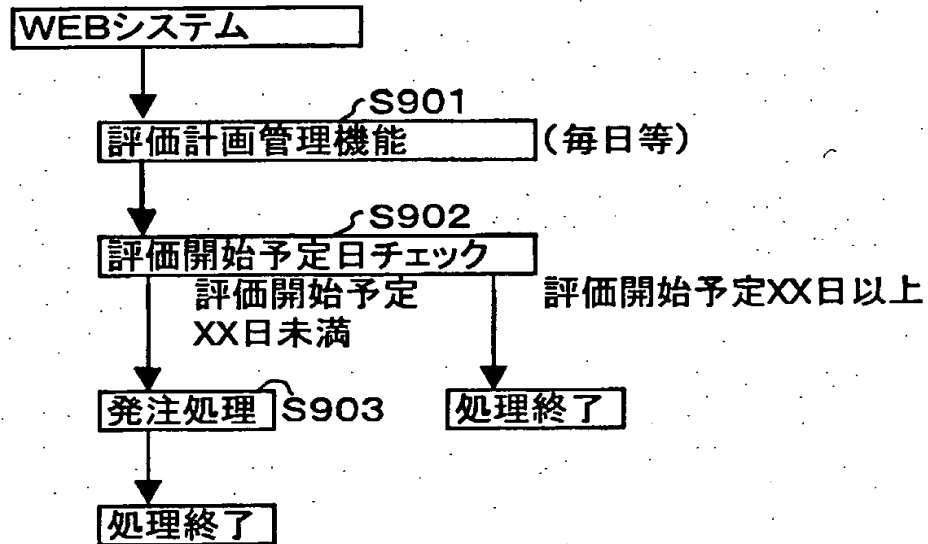 WEBシステム
S901
評価計画管理機能 (毎日等)
S902
評価開始予定日チェック
評価開始予定
XX日未満
評価開始予定XX日以上
発注処理 S903
処理終了
処理終了